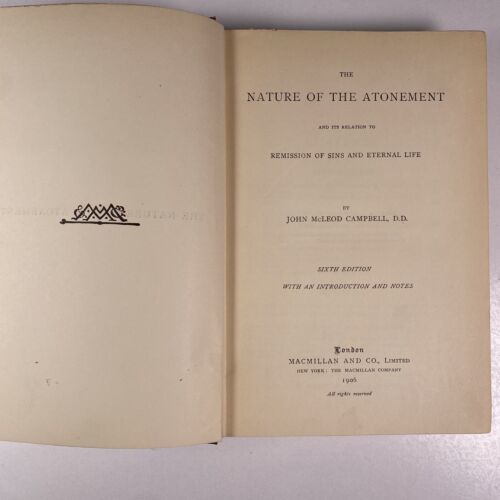 THE
NATURE OF THE ATONEMENT
AND ITS RELATION TO
REMISSION OF SINS AND ETERNAL LIFE
BY
JOHN McLEOD CAMPBELL, D.D.
SIXTH EDITION
WITH AN INTRODUCTION AND NOTES
London
MACMILLAN AND CO., LIMITED
NEW YORK: THE MACMILLAN COMPANY
1906
All rights reserved